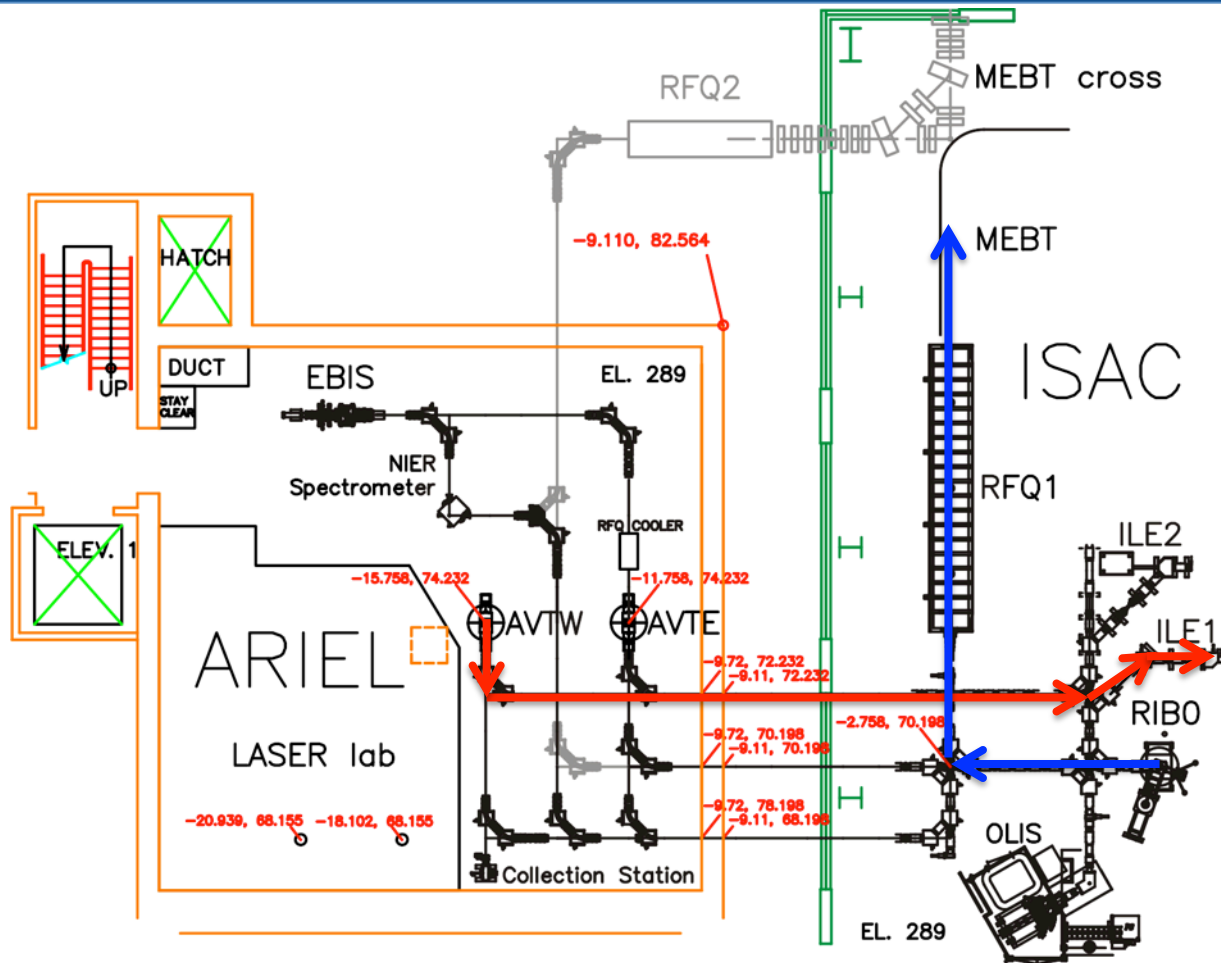 RFQ2
MEBT cross
-9.110, 82.564
MEBT
HATCH
ISAC
UP
DUCT
STAY
CLEAR
EBIS
EL. 289
NIER
Spectrometer
RFQ1
RFQ COOLER
ILE2
ELEV. 1
-15.758, 74.232
-11.758, 74.232
AVTW
AVTE
ILE1
ARIEL
-9.72, 72.232
-9.11, 72.232
RIBO
-2.758, 70.198
-9.72, 70.198
-9.11, 70.198
LASER lab
-9.72, 78.198
-9.11, 68.198
-20.939, 68.155
-18.102, 68.155
OLIS
Collection Station
EL. 289